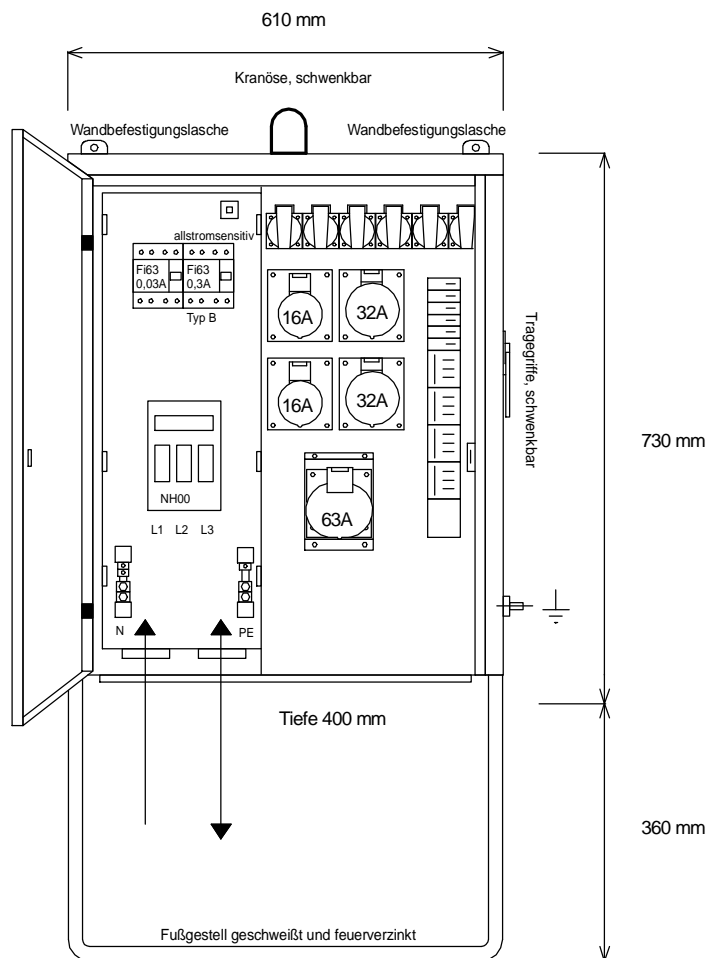 610 mm
Kranöse, schwenkbar
Wandbefestigungslasche
Wandbefestigungslasche
allstromsensitiv
Fi63
0,03A
Fi63
0,3A
Typ B
16A
32A
16A
32A
63A
NH00
L1 L2 L3
N
PE
Tragegriffe, schwenkbar
730 mm
Tiefe 400 mm
360 mm
Fußgestell geschweißt und feuerverzinkt